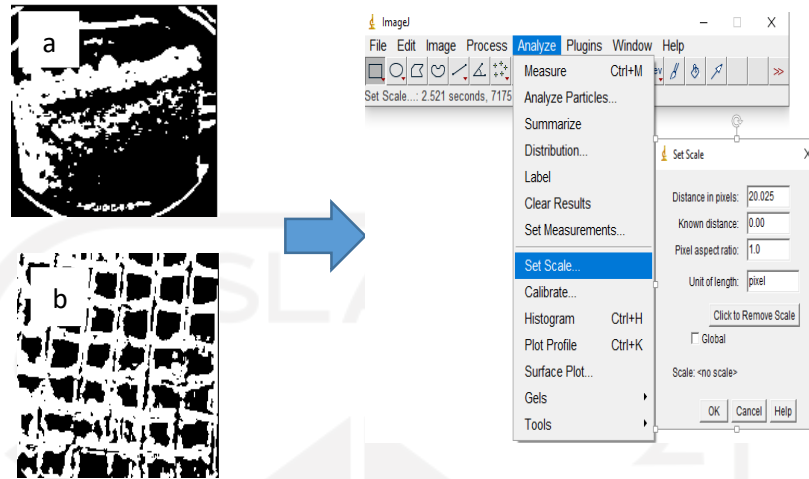 a
b
ImageJ
File Edit Image Process Analyze Plugins Window Help
Set Scale...: 2.521 seconds, 7175
Measure Ctrl+M
Analyze Particles...
Summarize
Distribution...
Label
Clear Results
Set Measurements...
Set Scale...
Calibrate...
Histogram Ctrl+H
Plot Profile Ctrl+K
Surface Plot...
Gels
Tools
Set Scale
Distance in pixels: 20.025
Known distance: 0.00
Pixel aspect ratio: 1.0
Unit of length: pixel
Click to Remove Scale
Global
Scale: <no scale>
OK Cancel Help